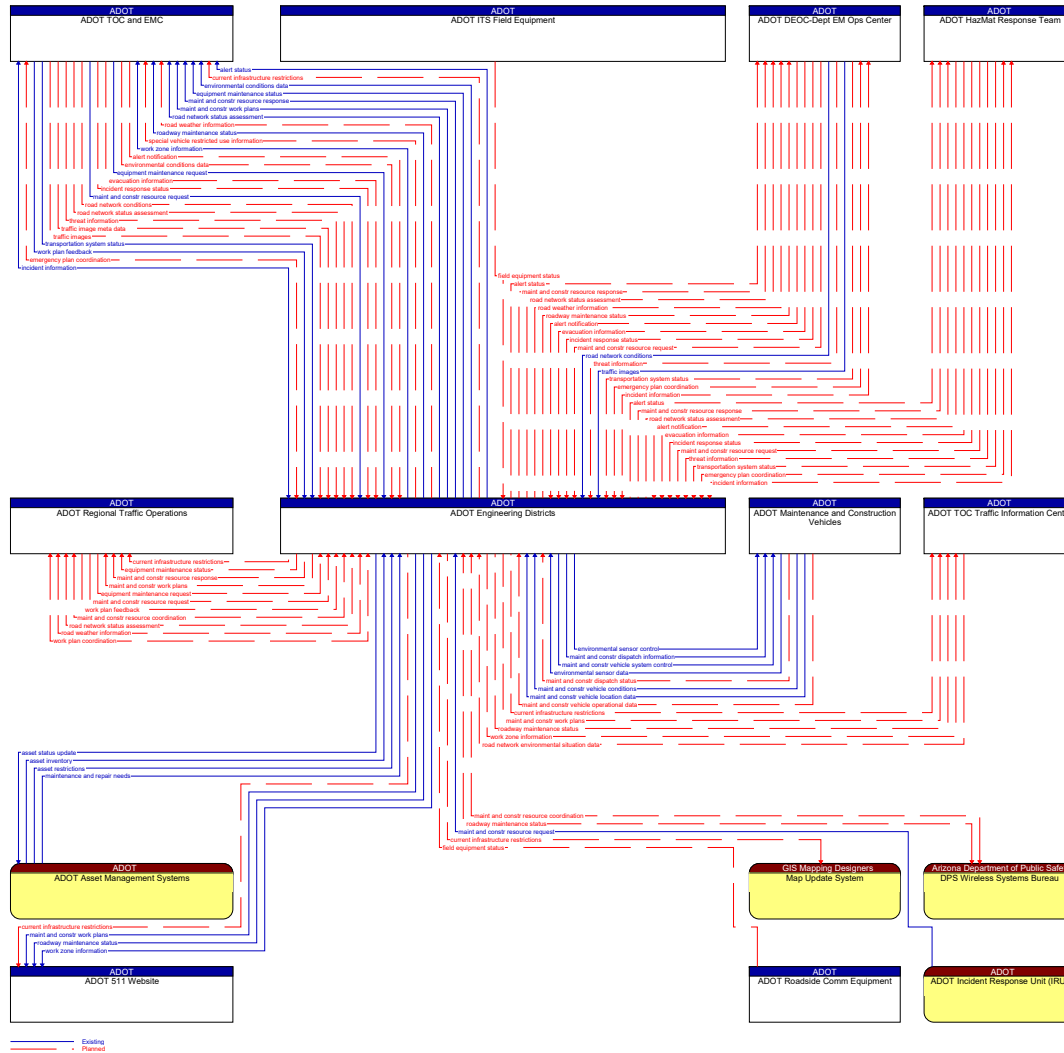 ADOT
ADOT TOC and EMC
ADOT
ADOT ITS Field Equipment
ADOT
ADOT DEOC-Dept EM Ops Center
ADOT
ADOT HazMat Response Team
alert status
current infrastructure restrictions
environmental conditions data
equipment maintenance status
maint and constr resource response
maint and constr work plans
road network status assessment
road weather information
roadway maintenance status
special vehicle restricted use information
work zone information
alert notification
environmental conditions data
equipment maintenance request
evacuation information
incident response status
maint and constr resource request
road network conditions
road network status assessment
threat information
traffic image meta data
traffic images
transportation system status
work plan feedback
emergency plan coordination
incident information
field equipment status
alert status
maint and constr resource response
road network status assessment
road weather information
roadway maintenance status
alert notification
evacuation information
incident response status
maint and constr resource request
road network conditions
threat information
traffic images
transportation system status
emergency plan coordination
incident information
alert status
maint and constr resource response
road network status assessment
alert notification
evacuation information
incident response status
maint and constr resource request
threat information
transportation system status
emergency plan coordination
incident information
ADOT
ADOT Regional Traffic Operations
ADOT
ADOT Engineering Districts
ADOT
ADOT Maintenance and Construction
Vehicles
ADOT
ADOT TOC Traffic Information Cent
current infrastructure restrictions
equipment maintenance status
maint and constr resource response
maint and constr work plans
equipment maintenance request
maint and constr resource request
work plan feedback
maint and constr resource coordination
road network status assessment
road weather information
work plan coordination
environmental sensor control
maint and constr dispatch information
maint and constr vehicle system control
environmental sensor data
maint and constr dispatch status
maint and constr vehicle conditions
maint and constr vehicle location data
maint and constr vehicle operational data
current infrastructure restrictions
maint and constr work plans
roadway maintenance status
work zone information
road network environmental situation data
asset status update
asset inventory
asset restrictions
maintenance and repair needs
maint and constr resource coordination
roadway maintenance status
maint and constr resource request
current infrastructure restrictions
field equipment status
ADOT
ADOT Asset Management Systems
GIS Mapping Designers
Map Update System
Arizona Department of Public Safe
DPS Wireless Systems Bureau
current infrastructure restrictions
maint and constr work plans
roadway maintenance status
work zone information
ADOT
ADOT 511 Website
ADOT
ADOT Roadside Comm Equipment
ADOT
ADOT Incident Response Unit (IRU
Existing
Planned